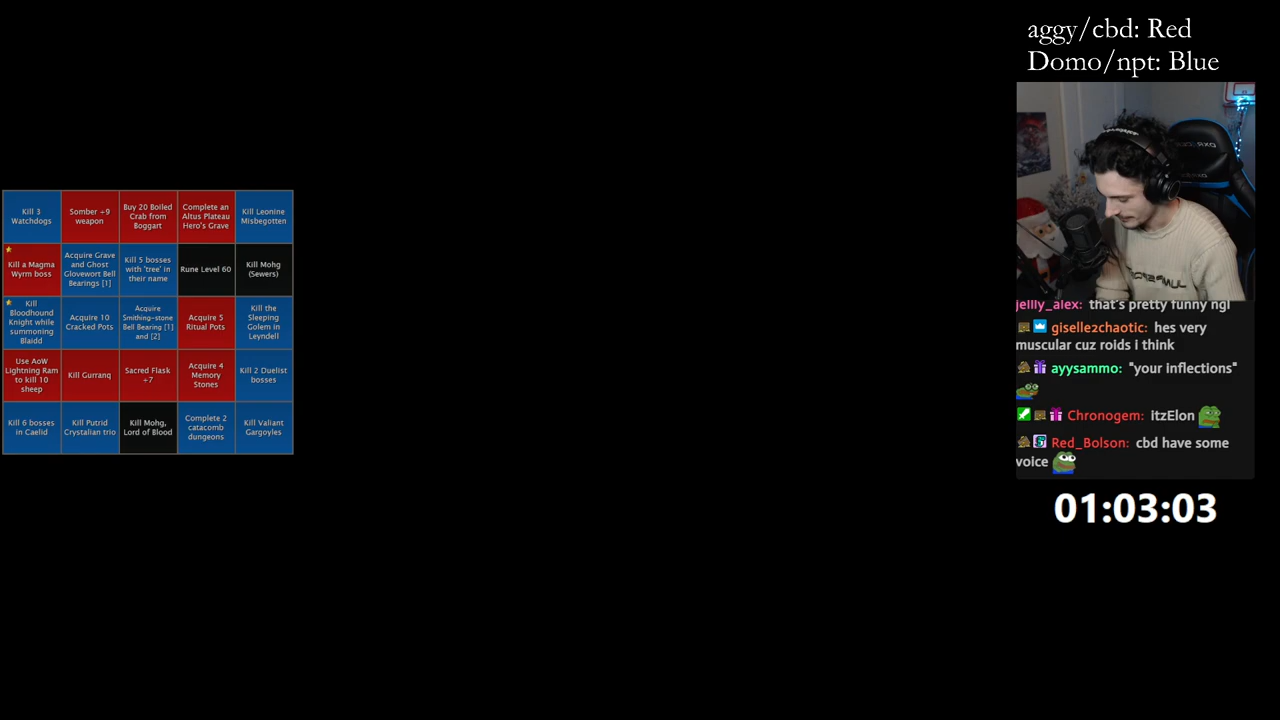 aggy/cbd: Red
Domo/npt: Blue
Kill 3
Watchdogs
Somber +9
weapon
Buy 20 Boiled
Crab from
Boggart
Complete an
Altus Plateau
Hero's Grave
Kill Leonine
Misbegotten
Kill a Magma
Wyrm boss
Acquire Grave
and Ghost
Glovewort Bell
Bearings [1]
Kill 5 bosses
with 'tree' in
their name
Rune Level 60
Kill Mohg
(Sewers)
Kill
Bloodhound
Knight while
summoning
Blaidd
Acquire 10
Cracked Pots
Acquire
Smithing-stone
Bell Bearing [1]
and [2]
Acquire 5
Ritual Pots
Kill the
Sleeping
Golem in
Leyndell
Use AoW
Lightning Ram
to kill 10
sheep
Kill Gurranq
Sacred Flask
+7
Acquire 4
Memory
Stones
Kill 2 Duelist
bosses
Kill 6 bosses
in Caelid
Kill Putrid
Crystalian trio
Kill Mohg,
Lord of Blood
Complete 2
catacomb
dungeons
Kill Valiant
Gargoyles
jellly_alex: that's pretty funny ngl
giselle2chaotic: hes very
muscular cuz roids i think
ayysammo: "your inflections"
Chronogem: itzElon
Red_Bolson: cbd have some
voice
01:03:03